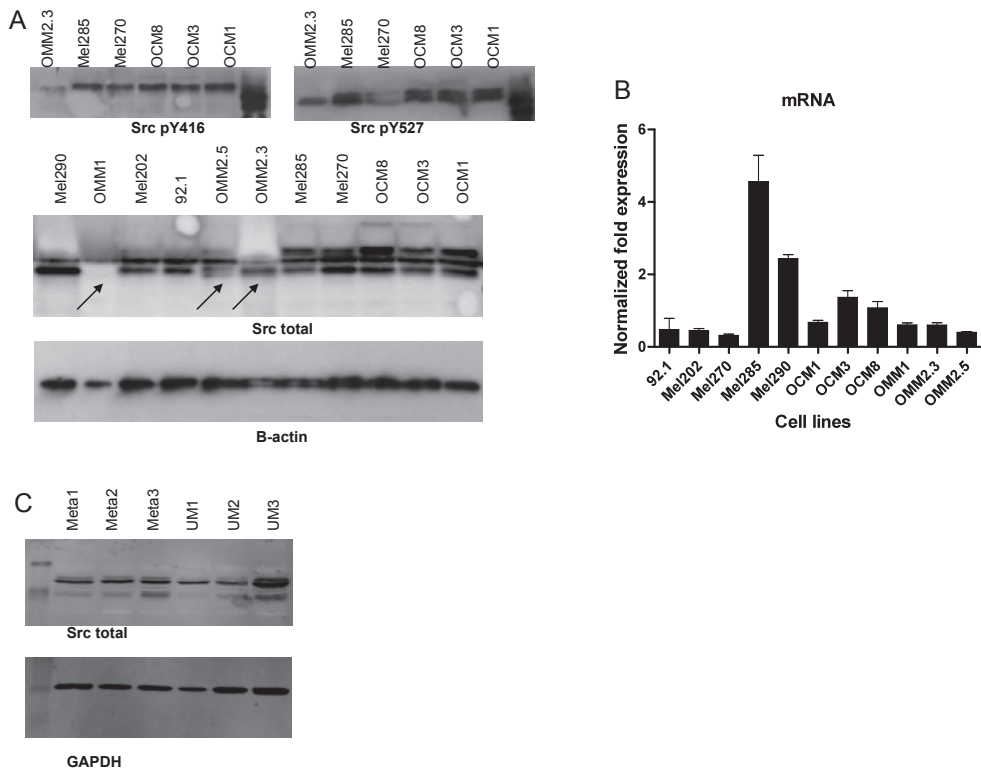 A
OMM2.3
Mel285
Mel270
OCM8
OCM3
OCM1
Src pY416
OMM2.3
Mel285
Mel270
OCM8
OCM3
OCM1
Src pY527
Mel290
OMM1
Mel202
92.1
OMM2.5
OMM2.3
Mel285
Mel270
OCM8
OCM3
OCM1
Src total
B-actin
B
mRNA
Normalized fold expression
6
4
2
0
92.1
Mel202
Mel270
Mel285
Mel290
OCM1
OCM3
OCM8
OMM1
OMM2.3
OMM2.5
Cell lines
C
Meta1
Meta2
Meta3
UM1
UM2
UM3
Src total
GAPDH